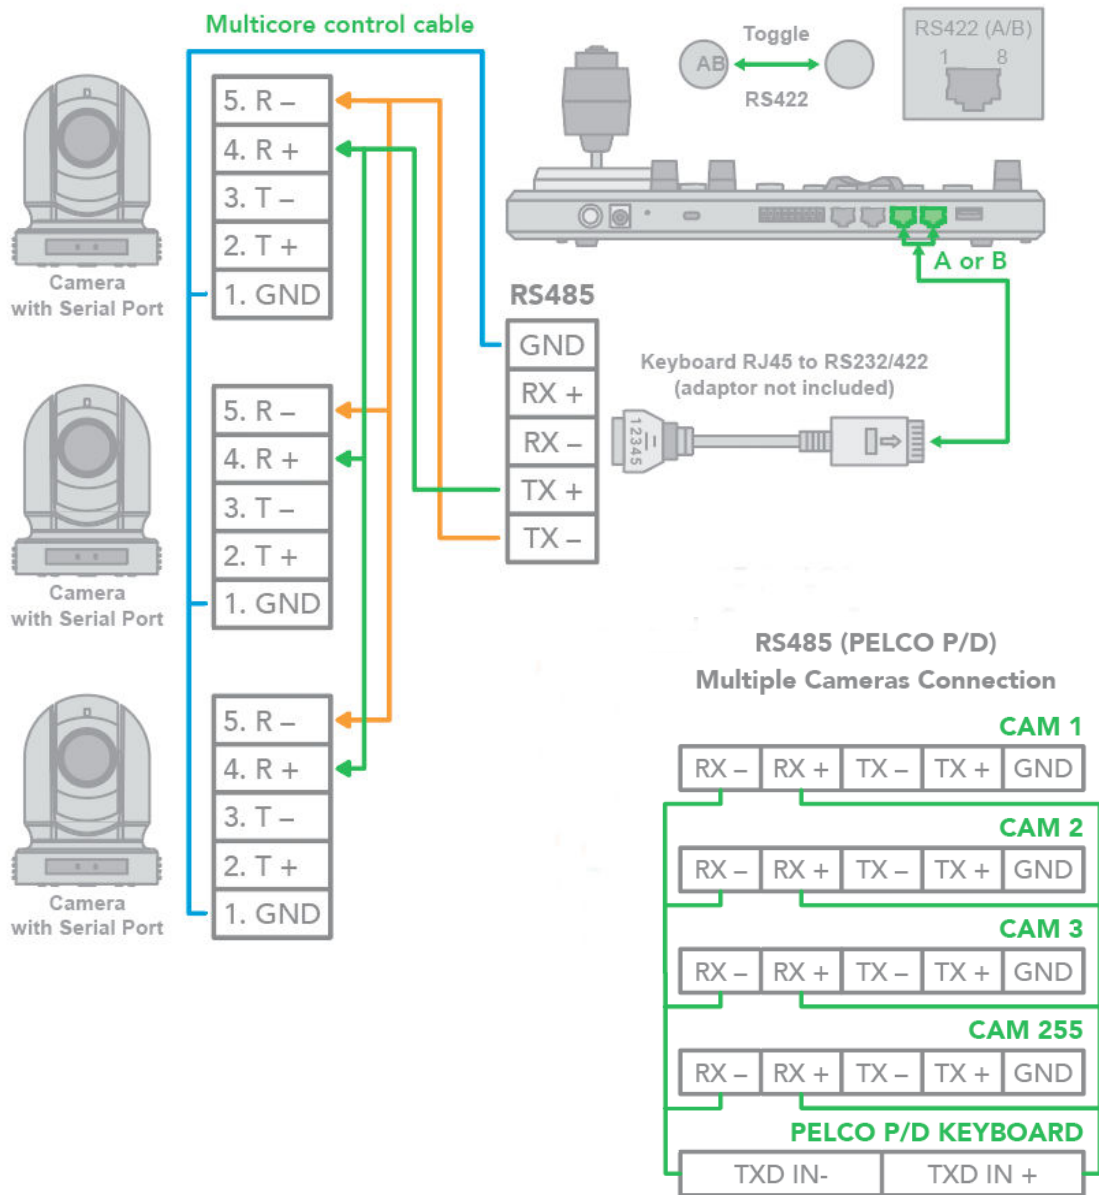 Multicore control cable
5. R –
4. R +
3. T –
2. T +
1. GND
Camera
with Serial Port
5. R –
4. R +
3. T –
2. T +
1. GND
Camera
with Serial Port
5. R –
4. R +
3. T –
2. T +
1. GND
Camera
with Serial Port
Toggle
AB
RS422
RS422 (A/B)
1 8
A or B
RS485
GND
RX +
RX –
TX +
TX –
Keyboard RJ45 to RS232/422
(adaptor not included)
12345
RS485 (PELCO P/D)
Multiple Cameras Connection
CAM 1
RX – RX + TX – TX + GND
CAM 2
RX – RX + TX – TX + GND
CAM 3
RX – RX + TX – TX + GND
CAM 255
RX – RX + TX – TX + GND
PELCO P/D KEYBOARD
TXD IN- TXD IN +